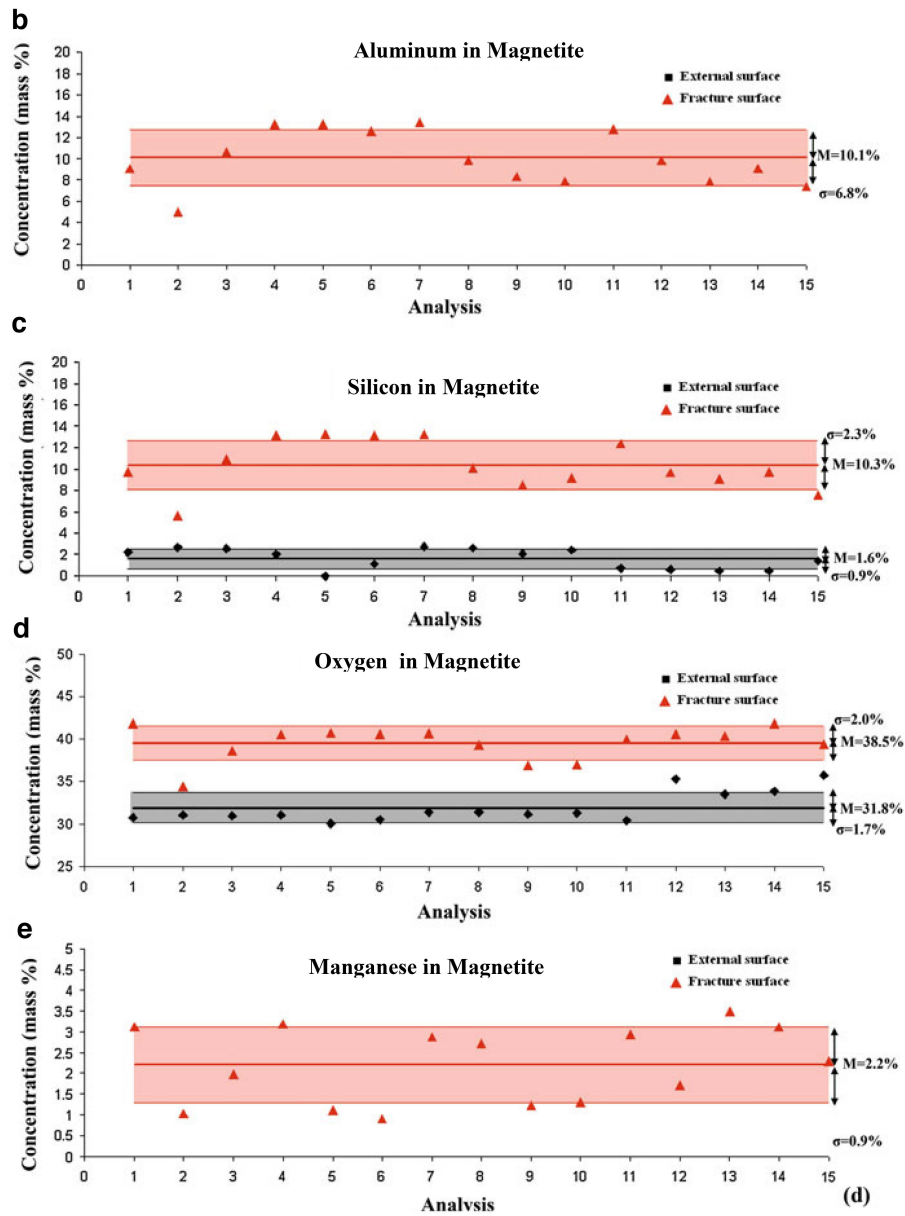 b
Aluminum in Magnetite
External surface
Fracture surface
Concentration (mass %)
20
18
16
14
12
10
8
6
4
2
0
M=10.1%
σ=6.8%
0 1 2 3 4 5 6 7 8 9 10 11 12 13 14 15
Analysis
c
Silicon in Magnetite
External surface
Fracture surface
Concentration (mass %)
20
18
16
14
12
10
8
6
4
2
0
σ=2.3%
M=10.3%
M=1.6%
σ=0.9%
0 1 2 3 4 5 6 7 8 9 10 11 12 13 14 15
Analysis
d
Oxygen in Magnetite
External surface
Fracture surface
Concentration (mass %)
50
45
40
35
30
25
σ=2.0%
M=38.5%
M=31.8%
σ=1.7%
0 1 2 3 4 5 6 7 8 9 10 11 12 13 14 15
Analysis
e
Manganese in Magnetite
External surface
Fracture surface
Concentration (mass %)
5
4.5
4
3.5
3
2.5
2
1.5
1
0.5
0
M=2.2%
σ=0.9%
0 1 2 3 4 5 6 7 8 9 10 11 12 13 14 15
Analysis
(d)